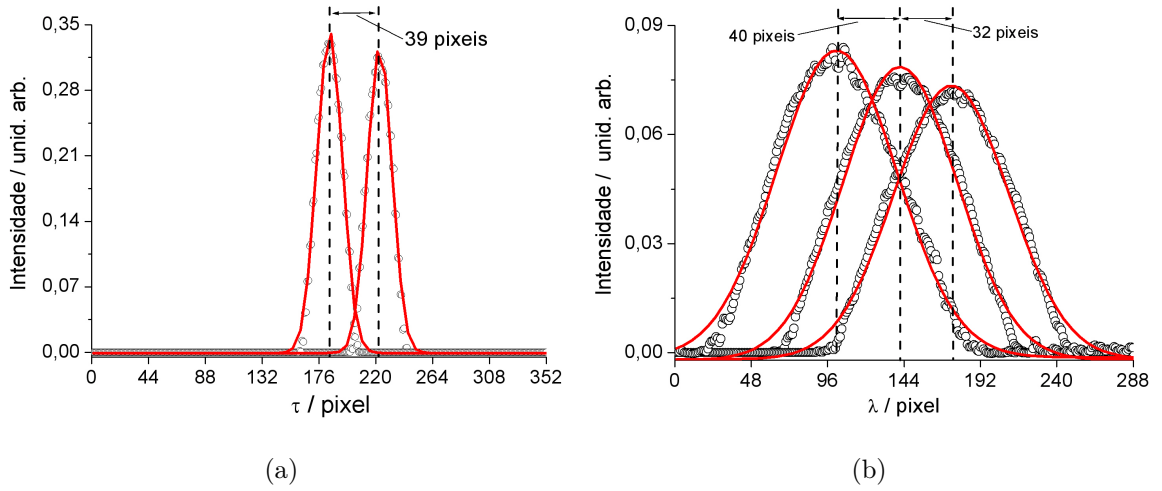 39 pixeis
0,35
0,28
0,21
0,14
0,07
0,00
Intensidade / unid. arb.
0 44 88 132 176 220 264 308 352
τ / pixel
(a)
40 pixeis
32 pixeis
0,09
0,06
0,03
0,00
Intensidade / unid. arb.
0 48 96 144 192 240 288
λ / pixel
(b)